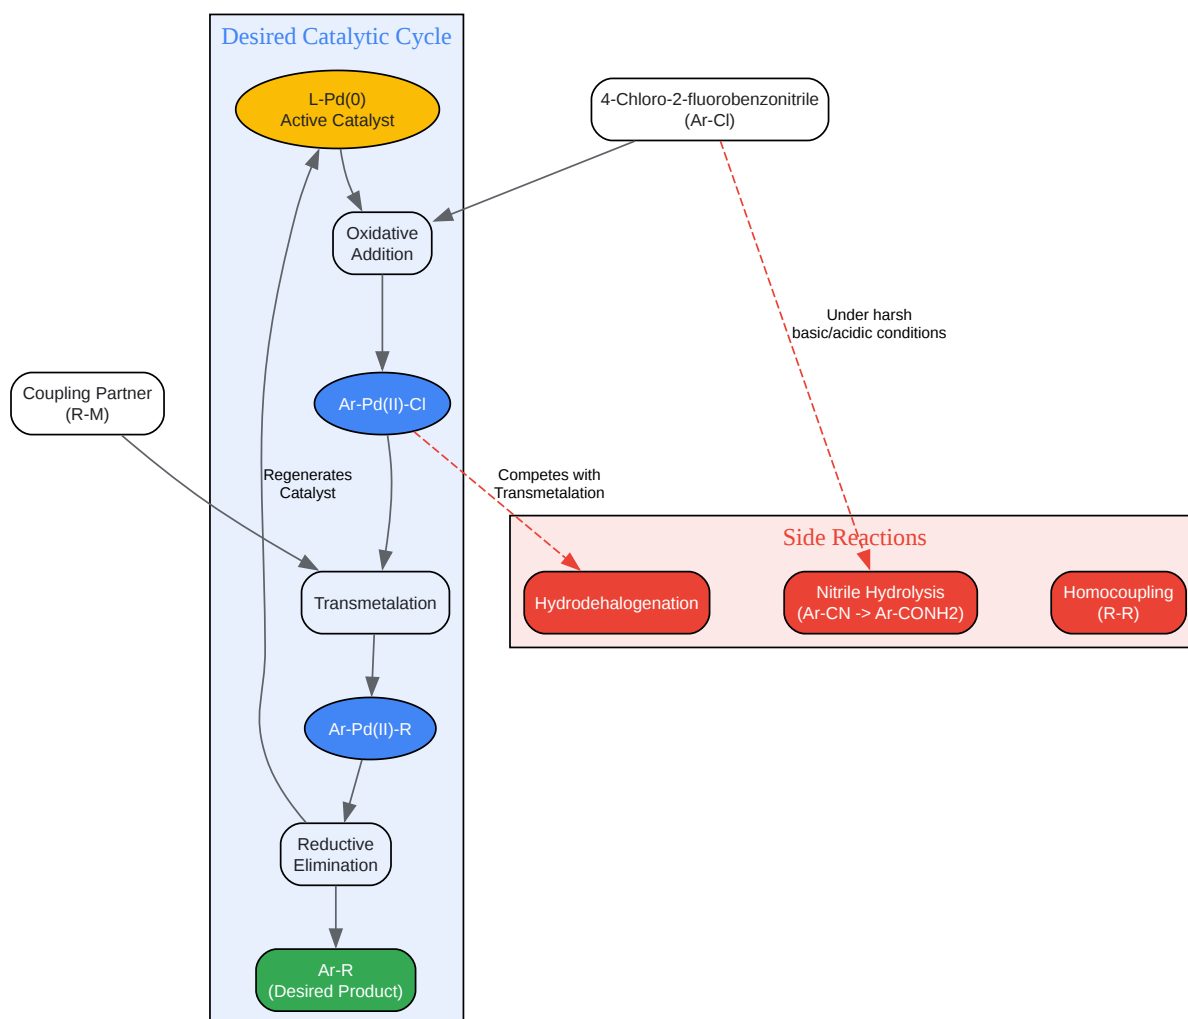 Desired Catalytic Cycle
L-Pd(0)
Active Catalyst
4-Chloro-2-fluorobenzonitrile
(Ar-Cl)
Oxidative
Addition
Under harsh
basic/acidic conditions
Coupling Partner
(R-M)
Ar-Pd(II)-Cl
Regenerates
Catalyst
Competes with
Transmetalation
Side Reactions
Transmetalation
Hydrodehalogenation
Nitrile Hydrolysis
(Ar-CN -> Ar-CONH2)
Homocoupling
(R-R)
Ar-Pd(II)-R
Reductive
Elimination
Ar-R
(Desired Product)